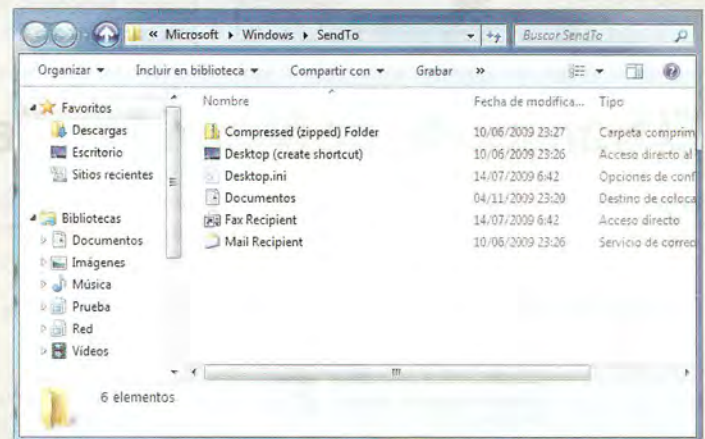 « Microsoft ▸ Windows ▸ SendTo
Buscar SendTo
Organizar Incluir en biblioteca Compartir con Grabar »
Favoritos
Descargas
Escritorio
Sitios recientes
Bibliotecas
Documentos
Imágenes
Música
Prueba
Red
Vídeos
Nombre Fecha de modifica... Tipo
Compressed (zipped) Folder 10/06/2009 23:27 Carpeta comprim
Desktop (create shortcut) 10/06/2009 23:26 Acceso directo al
Desktop.ini 14/07/2009 6:42 Opciones de conf
Documentos 04/11/2009 23:20 Destino de coloca
Fax Recipient 14/07/2009 6:42 Acceso directo
Mail Recipient 10/06/2009 23:26 Servicio de correo
6 elementos